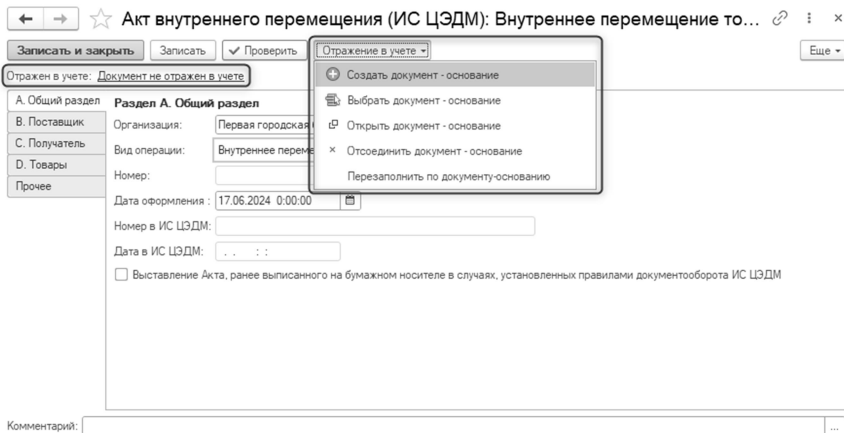 Акт внутреннего перемещения (ИС ЦЭДМ): Внутреннее перемещение то...
Записать и закрыть Записать Проверить Отражение в учете Еще
Отражен в учете: Документ не отражен в учете
Создать документ - основание
Выбрать документ - основание
Открыть документ - основание
Отсоединить документ - основание
Перезаполнить по документу-основанию
А. Общий раздел
В. Поставщик
С. Получатель
D. Товары
Прочее
Раздел А. Общий раздел
Организация: Первая городская
Вид операции: Внутреннее переме
Номер:
Дата оформления : 17.06.2024 0:00:00
Номер в ИС ЦЭДМ:
Дата в ИС ЦЭДМ: . . : :
Выставление Акта, ранее выписанного на бумажном носителе в случаях, установленных правилами документооборота ИС ЦЭДМ
Комментарий: ...